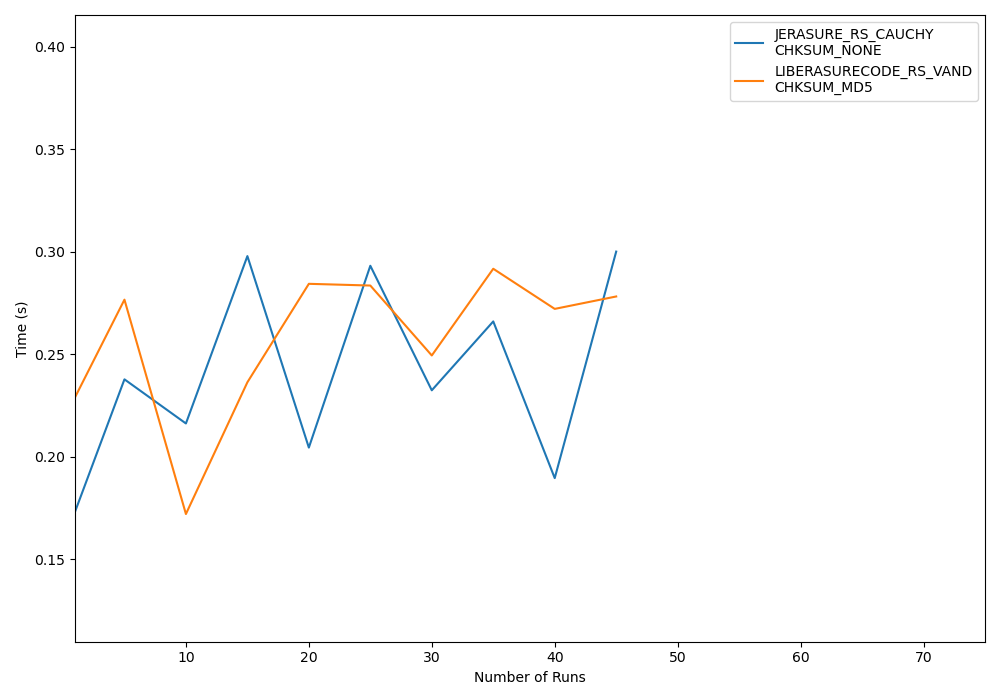 JERASURE_RS_CAUCHY
CHKSUM_NONE
LIBERASURECODE_RS_VAND
CHKSUM_MD5
0.40
0.35
0.30
0.25
0.20
0.15
Time (s)
10 20 30 40 50 60 70
Number of Runs